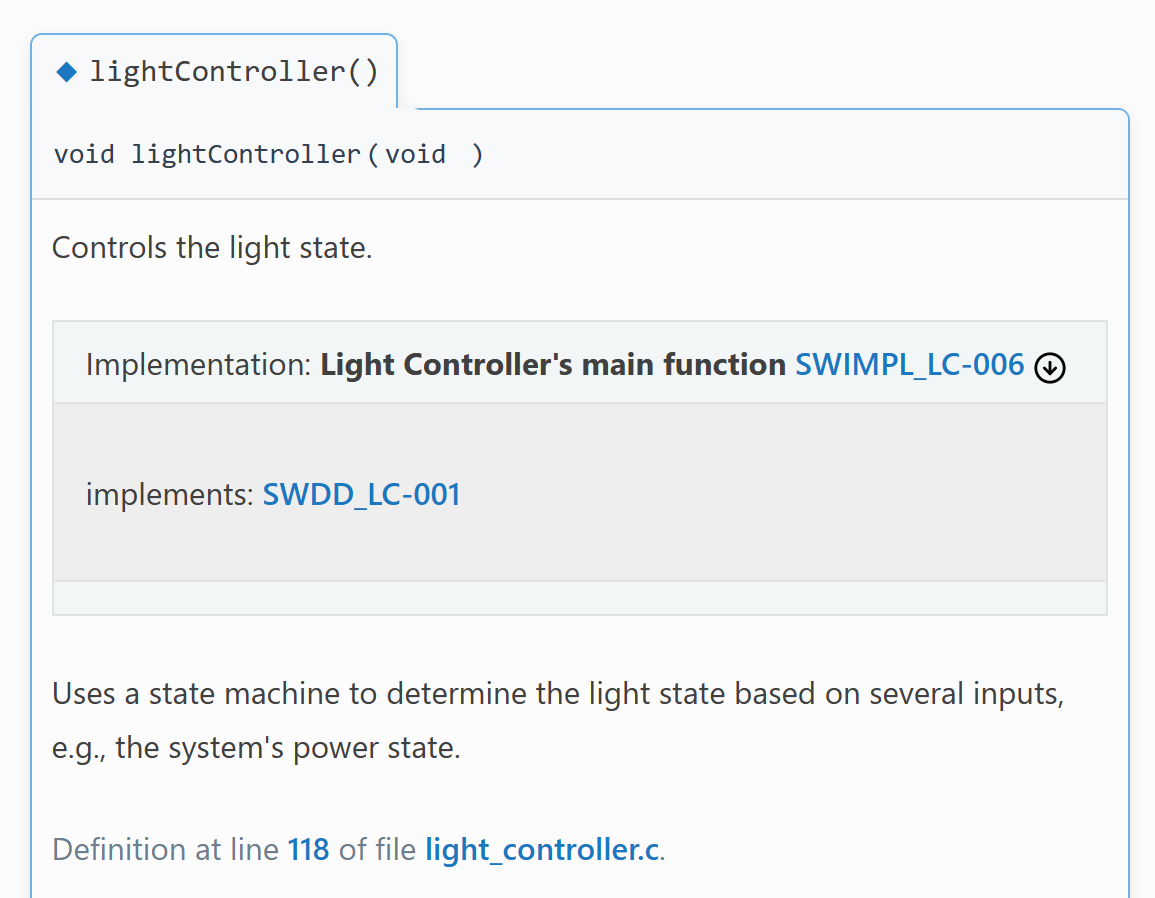 ◆ lightController()
void lightController ( void )
Controls the light state.
Implementation: Light Controller's main function SWIMPL_LC-006
implements: SWDD_LC-001
Uses a state machine to determine the light state based on several inputs,
e.g., the system's power state.
Definition at line 118 of file light_controller.c.